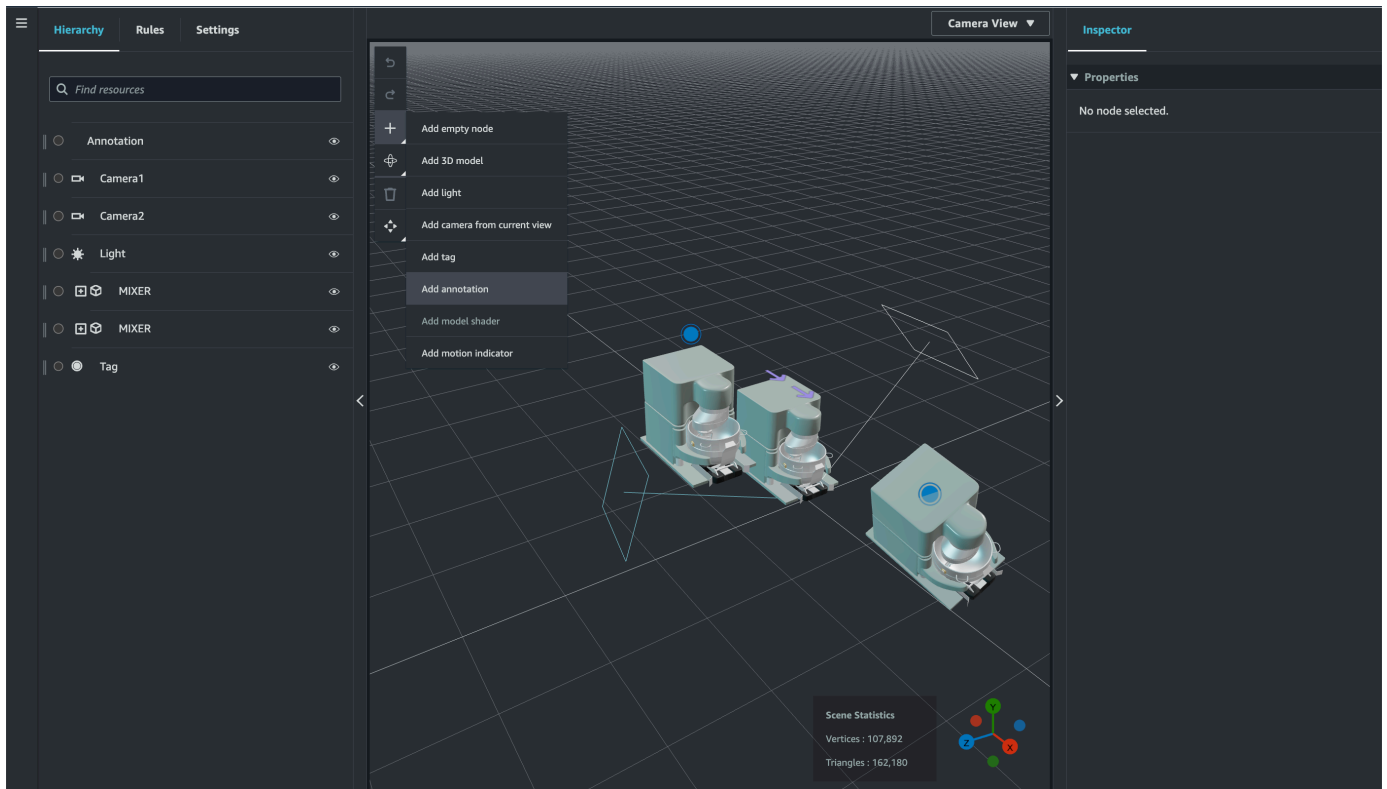 Hierarchy
Rules
Settings
Find resources
Annotation
Camera1
Camera2
Light
MIXER
MIXER
Tag
Camera View
Add empty node
Add 3D model
Add light
Add camera from current view
Add tag
Add annotation
Add model shader
Add motion indicator
Scene Statistics
Vertices : 107,892
Triangles : 162,180
Y
Z
X
Inspector
Properties
No node selected.